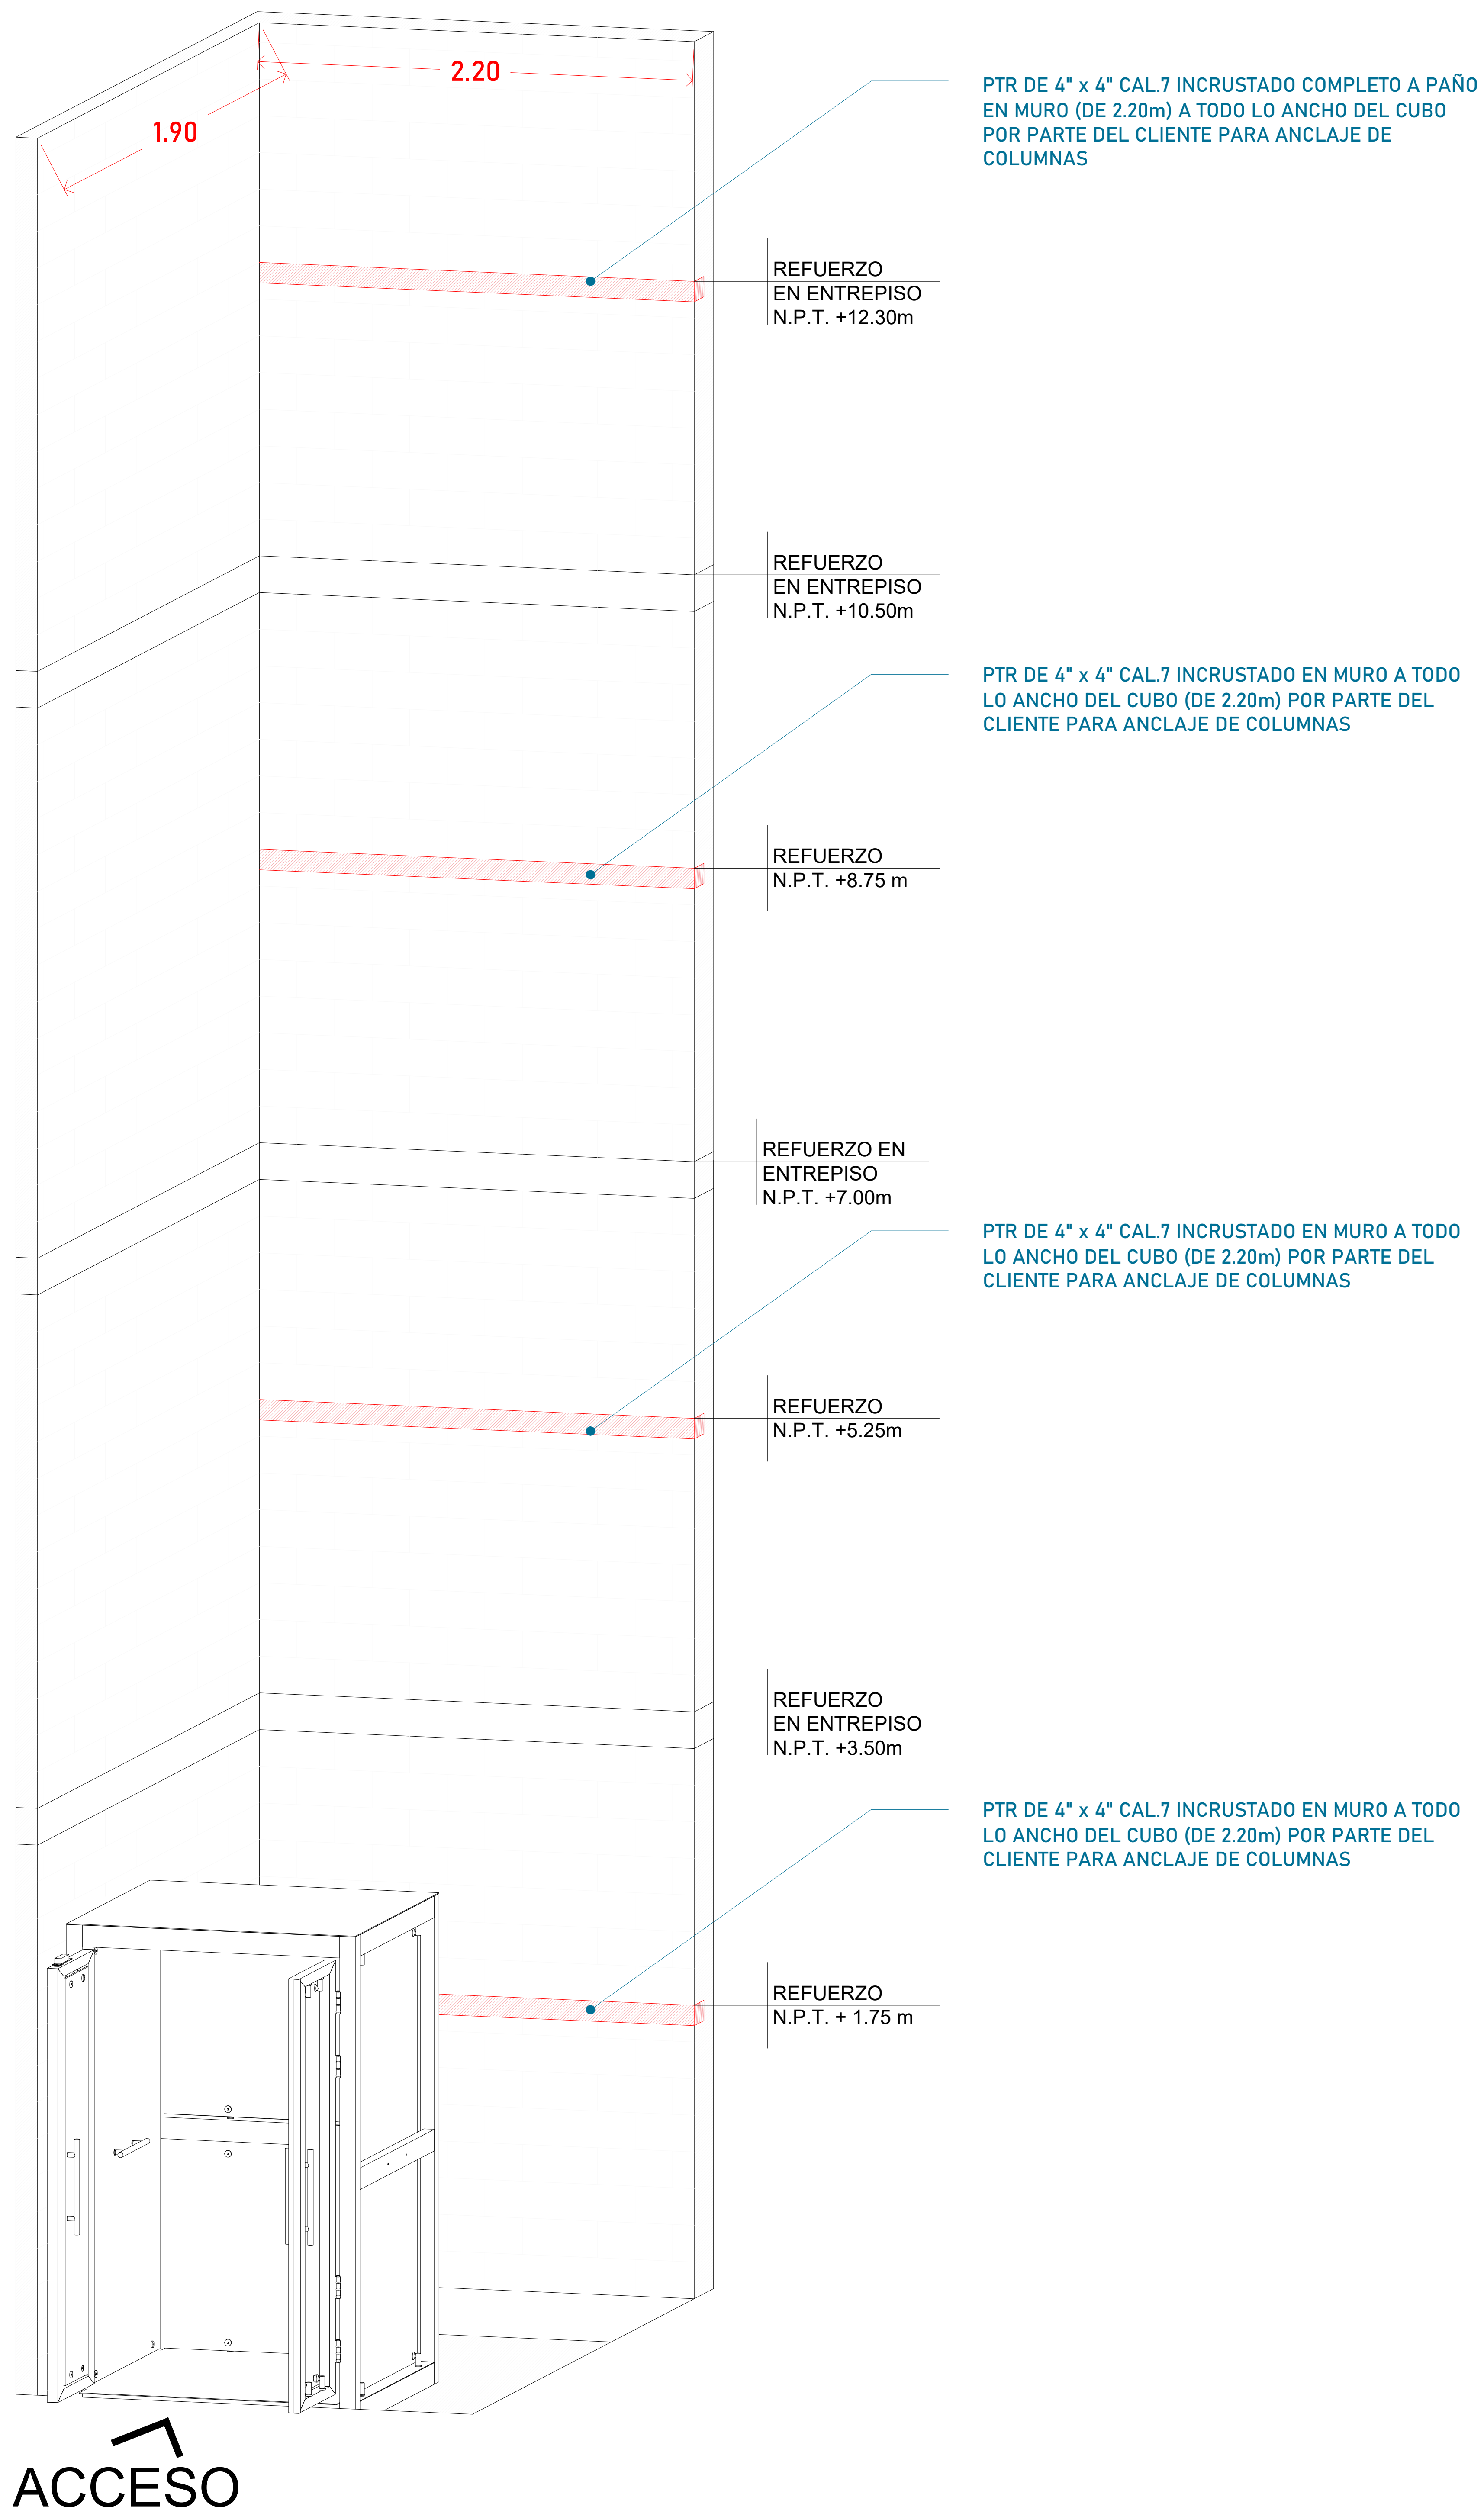 2.20
1.90
PTR DE 4" x 4" CAL.7 INCRUSTADO COMPLETO A PAÑO
EN MURO (DE 2.20m) A TODO LO ANCHO DEL CUBO
POR PARTE DEL CLIENTE PARA ANCLAJE DE
COLUMNAS
REFUERZO
EN ENTREPISO
N.P.T. +12.30m
REFUERZO
EN ENTREPISO
N.P.T. +10.50m
PTR DE 4" x 4" CAL.7 INCRUSTADO EN MURO A TODO
LO ANCHO DEL CUBO (DE 2.20m) POR PARTE DEL
CLIENTE PARA ANCLAJE DE COLUMNAS
REFUERZO
N.P.T. +8.75 m
REFUERZO EN
ENTREPISO
N.P.T. +7.00m
PTR DE 4" x 4" CAL.7 INCRUSTADO EN MURO A TODO
LO ANCHO DEL CUBO (DE 2.20m) POR PARTE DEL
CLIENTE PARA ANCLAJE DE COLUMNAS
REFUERZO
N.P.T. +5.25m
REFUERZO
EN ENTREPISO
N.P.T. +3.50m
PTR DE 4" x 4" CAL.7 INCRUSTADO EN MURO A TODO
LO ANCHO DEL CUBO (DE 2.20m) POR PARTE DEL
CLIENTE PARA ANCLAJE DE COLUMNAS
REFUERZO
N.P.T. + 1.75 m
ACCESO